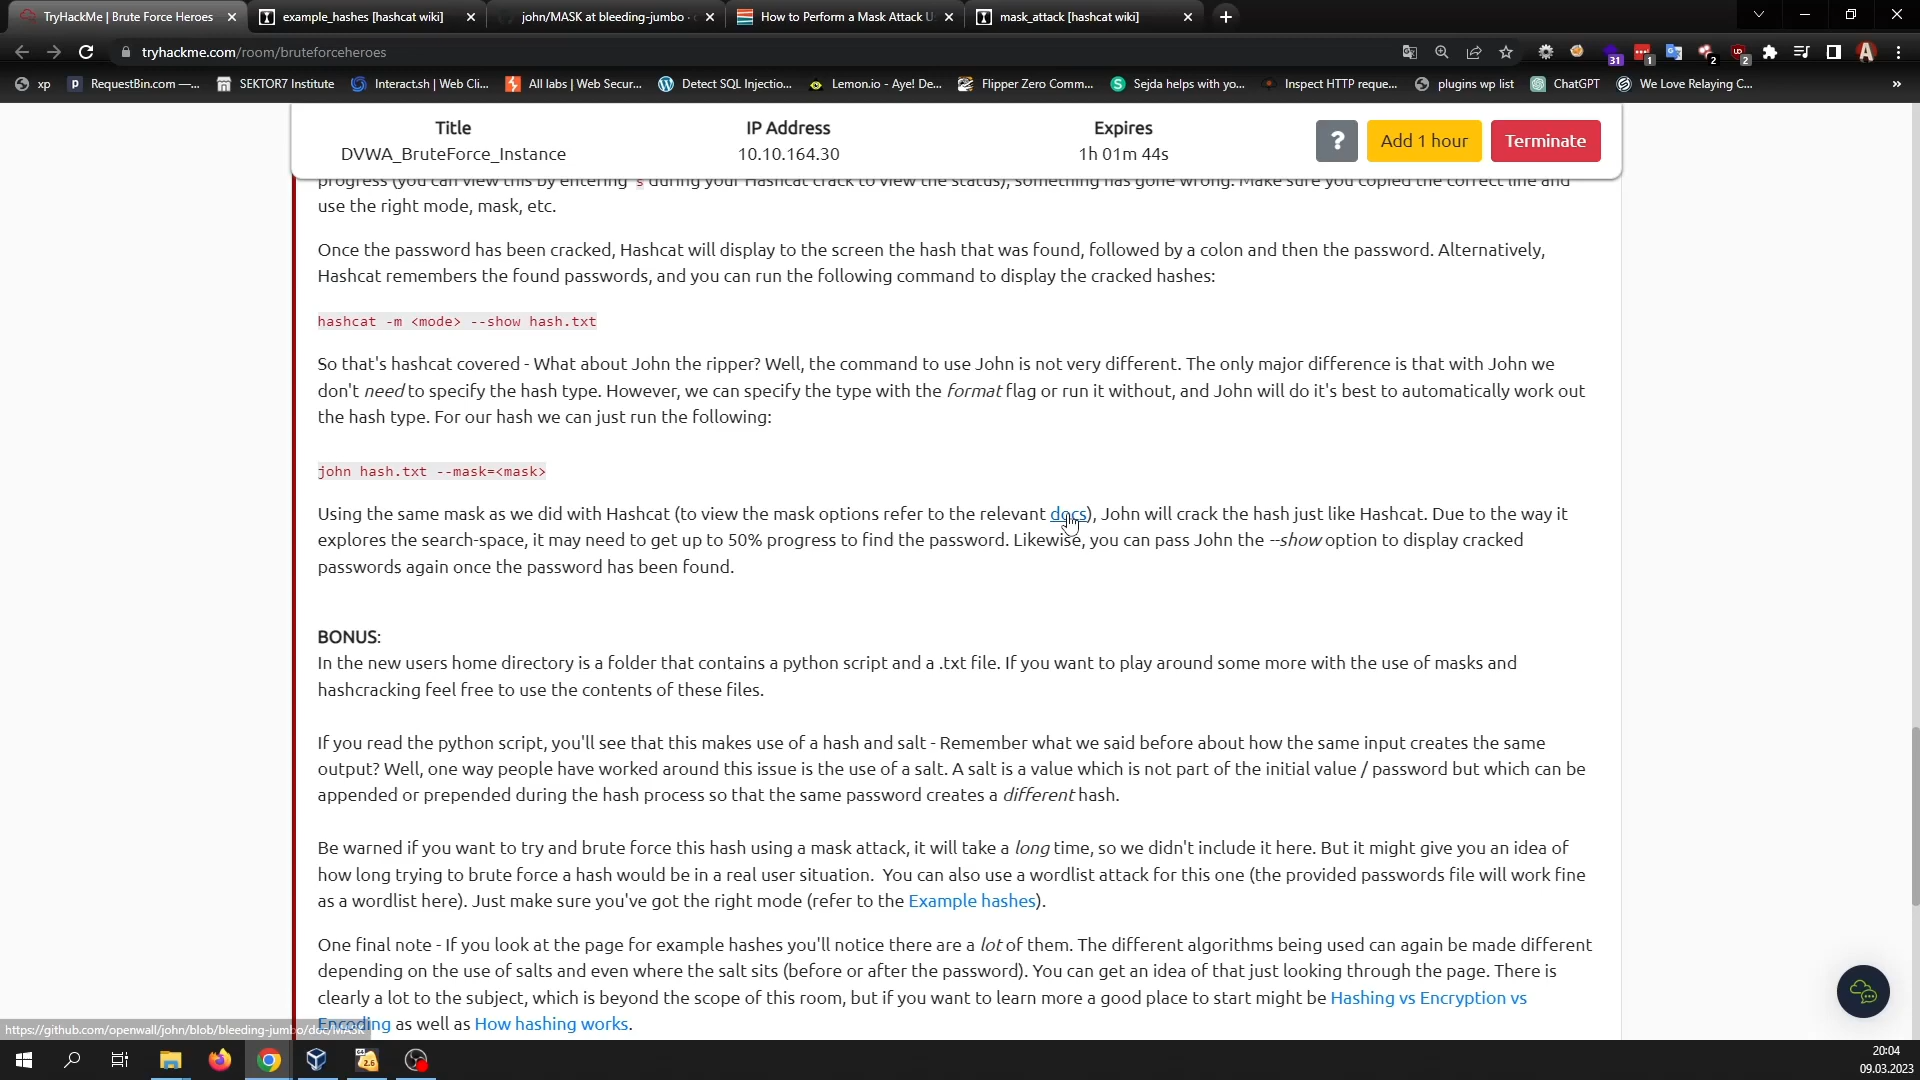 TryHackMe | Brute Force Heroes
example_hashes [hashcat wiki]
john/MASK at bleeding-jumbo ·
How to Perform a Mask Attack U
mask_attack [hashcat wiki]
tryhackme.com/room/bruteforceheroes
31
1
2
2
xp
RequestBin.com —...
SEKTOR7 Institute
Interact.sh | Web Cli...
All labs | Web Secur...
Detect SQL Injectio...
Lemon.io - Aye! De...
Flipper Zero Comm...
Sejda helps with yo...
Inspect HTTP reque...
plugins wp list
ChatGPT
We Love Relaying C...
»
Title
IP Address
Expires
DVWA_BruteForce_Instance
10.10.164.30
1h 01m 44s
?
Add 1 hour
Terminate
progress (you can view this by entering s during your Hashcat crack to view the status), something has gone wrong. Make sure you copied the correct line and
use the right mode, mask, etc.
Once the password has been cracked, Hashcat will display to the screen the hash that was found, followed by a colon and then the password. Alternatively,
Hashcat remembers the found passwords, and you can run the following command to display the cracked hashes:
hashcat -m <mode> --show hash.txt
So that's hashcat covered - What about John the ripper? Well, the command to use John is not very different. The only major difference is that with John we
don't need to specify the hash type. However, we can specify the type with the format flag or run it without, and John will do it's best to automatically work out
the hash type. For our hash we can just run the following:
john hash.txt --mask=<mask>
Using the same mask as we did with Hashcat (to view the mask options refer to the relevant docs), John will crack the hash just like Hashcat. Due to the way it
explores the search-space, it may need to get up to 50% progress to find the password. Likewise, you can pass John the --show option to display cracked
passwords again once the password has been found.
BONUS:
In the new users home directory is a folder that contains a python script and a .txt file. If you want to play around some more with the use of masks and
hashcracking feel free to use the contents of these files.
If you read the python script, you'll see that this makes use of a hash and salt - Remember what we said before about how the same input creates the same
output? Well, one way people have worked around this issue is the use of a salt. A salt is a value which is not part of the initial value / password but which can be
appended or prepended during the hash process so that the same password creates a different hash.
Be warned if you want to try and brute force this hash using a mask attack, it will take a long time, so we didn't include it here. But it might give you an idea of
how long trying to brute force a hash would be in a real user situation. You can also use a wordlist attack for this one (the provided passwords file will work fine
as a wordlist here). Just make sure you've got the right mode (refer to the Example hashes).
One final note - If you look at the page for example hashes you'll notice there are a lot of them. The different algorithms being used can again be made different
depending on the use of salts and even where the salt sits (before or after the password). You can get an idea of that just looking through the page. There is
clearly a lot to the subject, which is beyond the scope of this room, but if you want to learn more a good place to start might be Hashing vs Encryption vs
Encoding as well as How hashing works.
https://github.com/openwall/john/blob/bleeding-jumbo/doc/MASK
20:04
09.03.2023